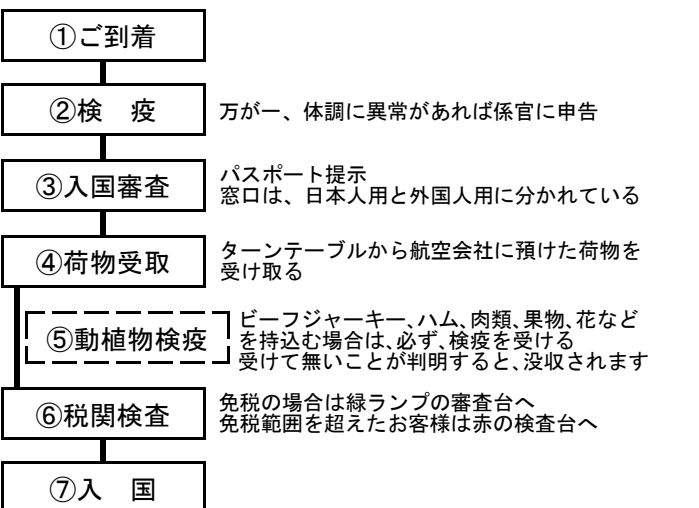 ①ご到着
②検　疫
万が一、体調に異常があれば係官に申告
③入国審査
パスポート提示
窓口は、日本人用と外国人用に分かれている
④荷物受取
ターンテーブルから航空会社に預けた荷物を
受け取る
⑤動植物検疫
ビーフジャーキー、ハム、肉類、果物、花など
を持込む場合は、必ず、検疫を受ける
受けて無いことが判明すると、没収されます
⑥税関検査
免税の場合は緑ランプの審査台へ
免税範囲を超えたお客様は赤の検査台へ
⑦入　国